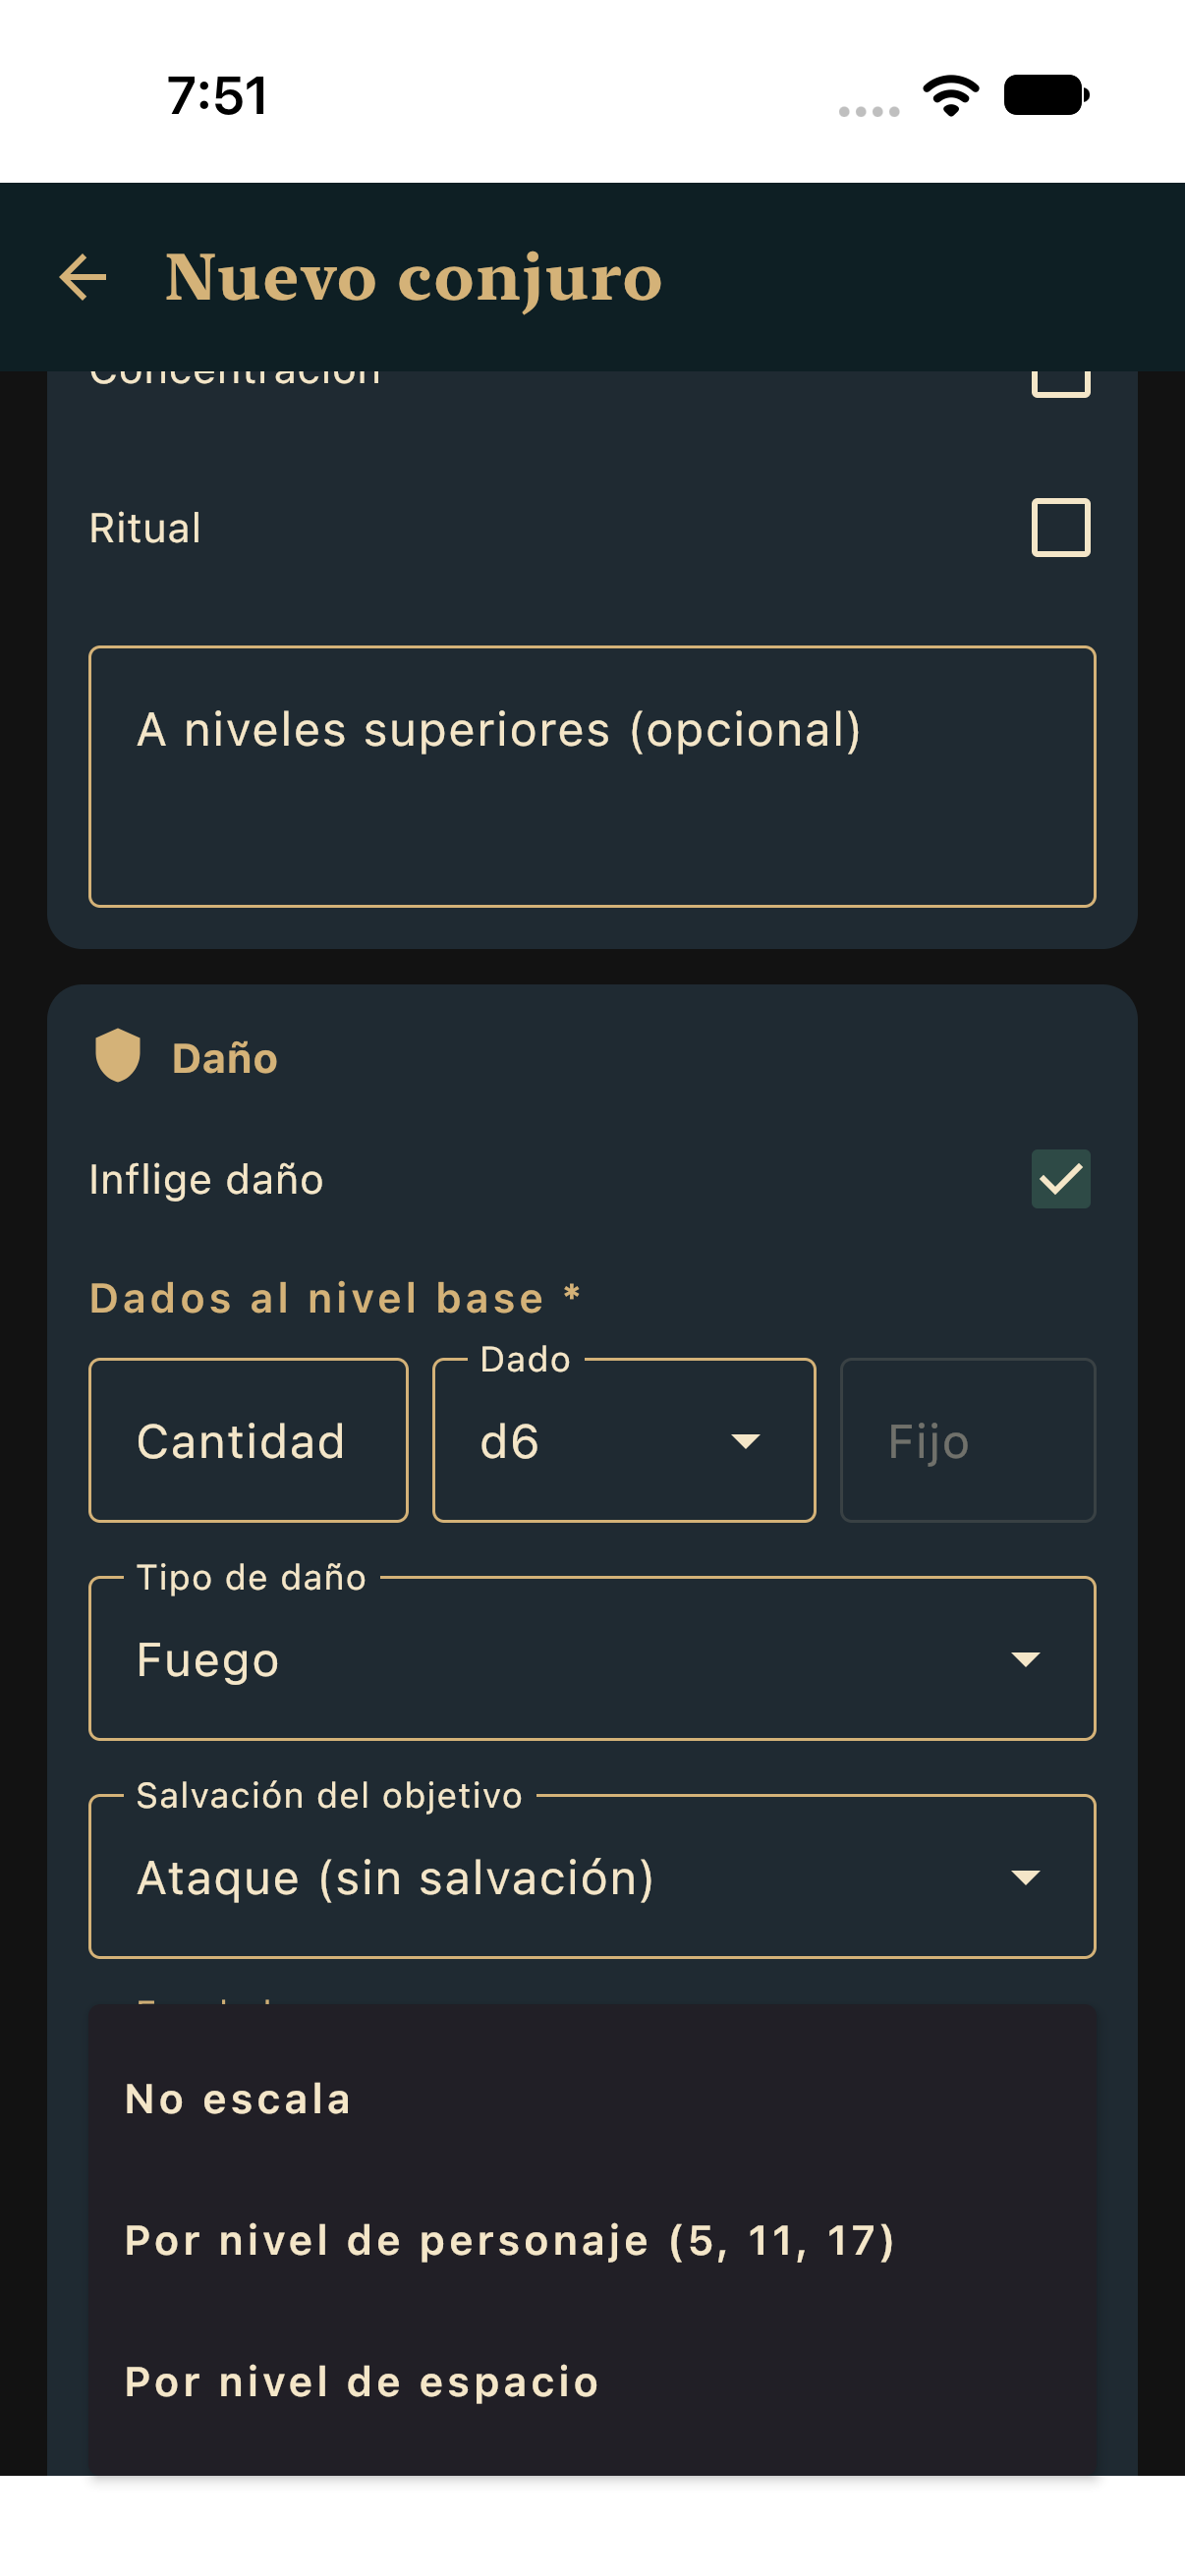 7:51
Nuevo conjuro
Concentración
Ritual
A niveles superiores (opcional)
Daño
Inflige daño
Dados al nivel base *
Cantidad
Dado
d6
Fijo
Tipo de daño
Fuego
Salvación del objetivo
Ataque (sin salvación)
No escala
Por nivel de personaje (5, 11, 17)
Por nivel de espacio